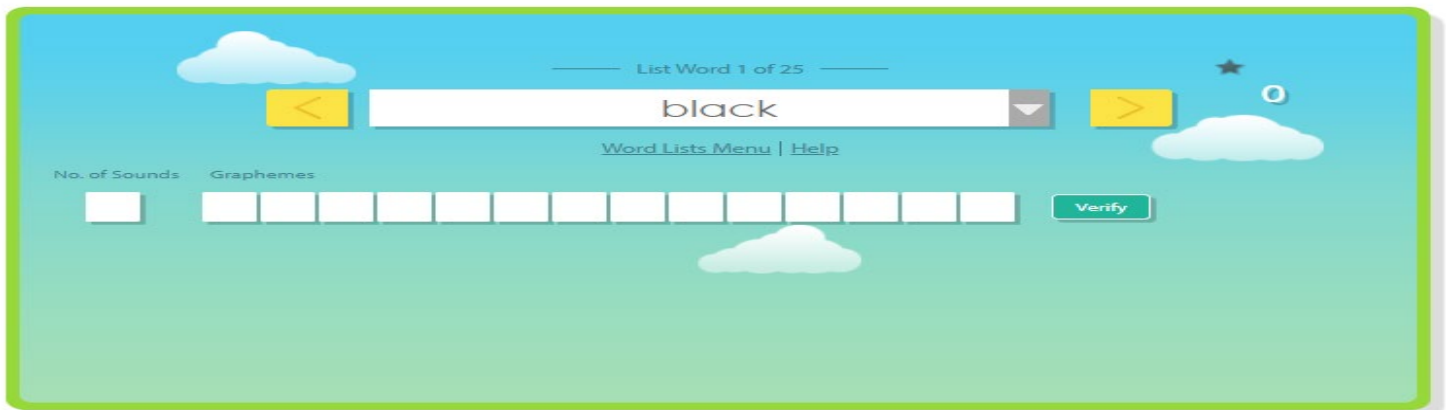 List Word 1 of 25
0
< black >
Word Lists Menu | Help
No. of Sounds Graphemes
Verify